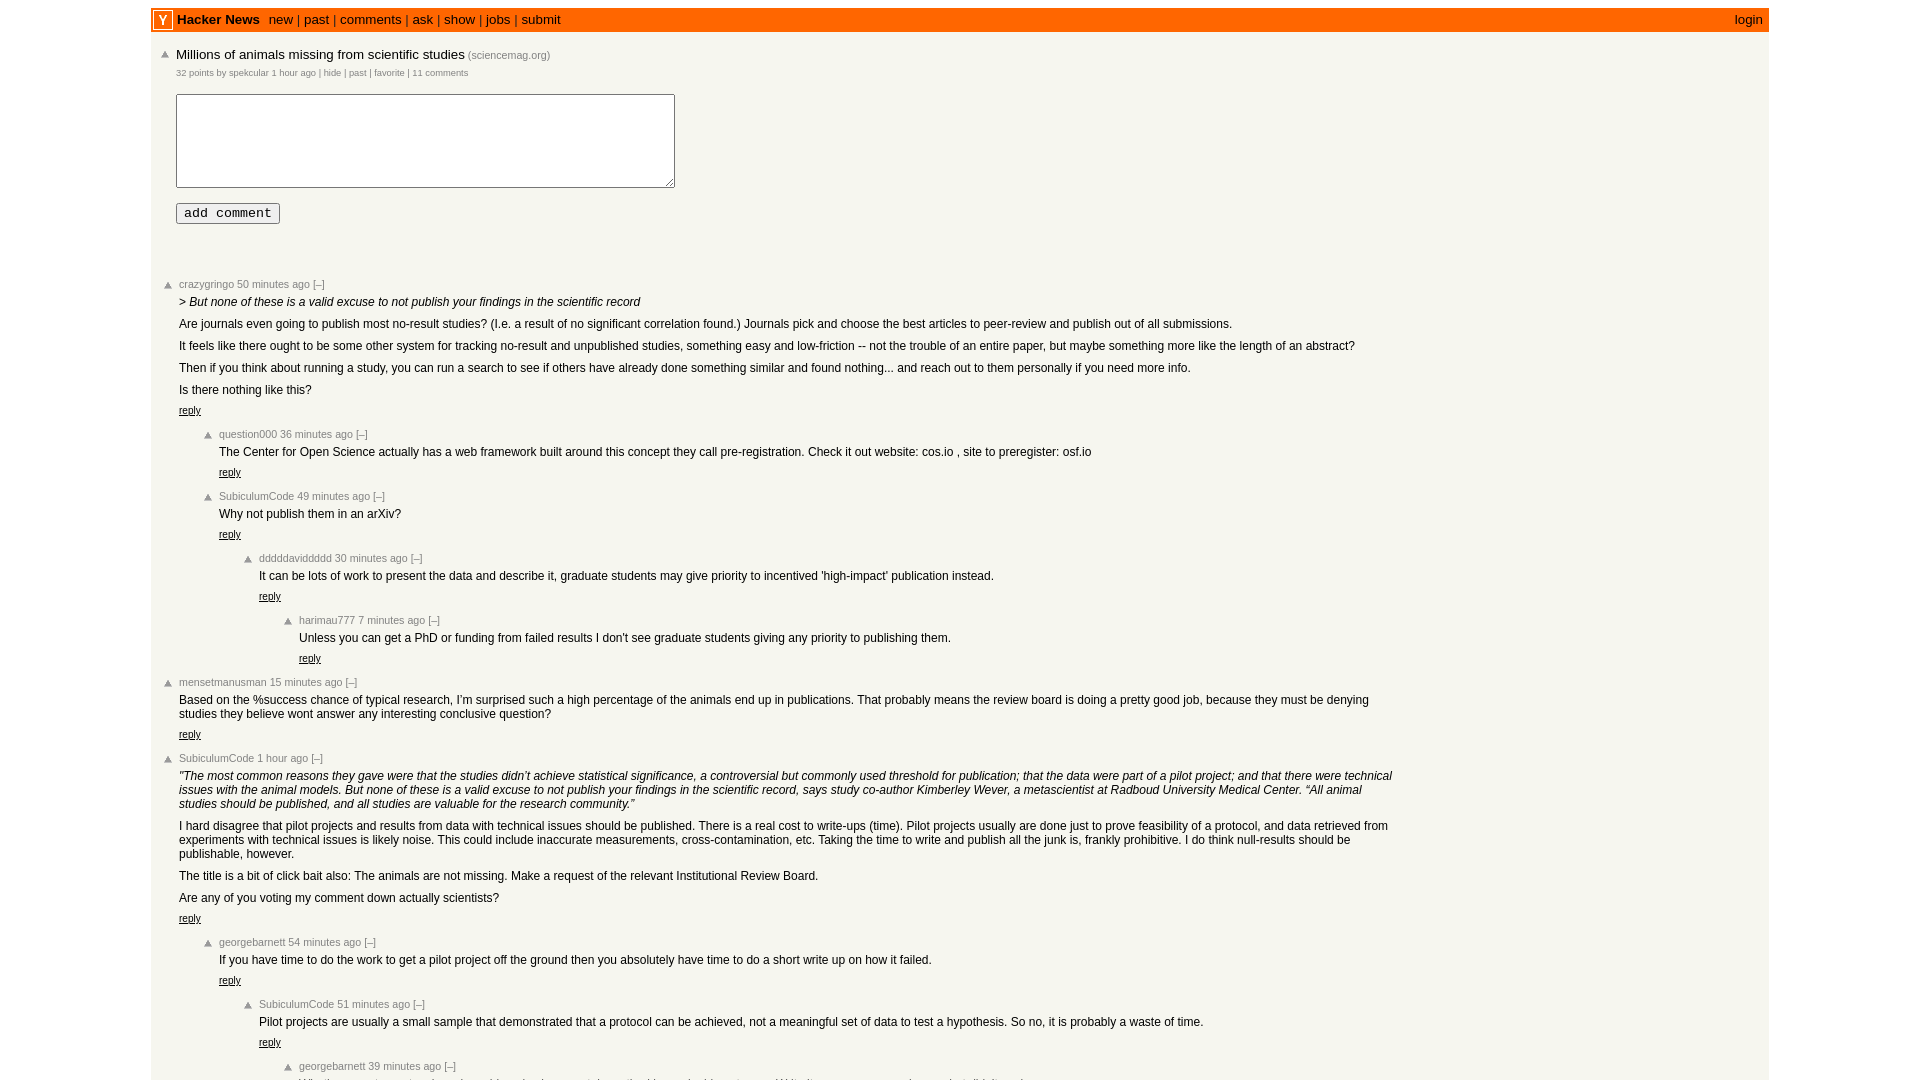 Y Hacker News new | past | comments | ask | show | jobs | submit login
Millions of animals missing from scientific studies (sciencemag.org)
32 points by spekcular 1 hour ago | hide | past | favorite | 11 comments
add comment
crazygringo 50 minutes ago [–]
> But none of these is a valid excuse to not publish your findings in the scientific record
Are journals even going to publish most no-result studies? (I.e. a result of no significant correlation found.) Journals pick and choose the best articles to peer-review and publish out of all submissions.
It feels like there ought to be some other system for tracking no-result and unpublished studies, something easy and low-friction -- not the trouble of an entire paper, but maybe something more like the length of an abstract?
Then if you think about running a study, you can run a search to see if others have already done something similar and found nothing... and reach out to them personally if you need more info.
Is there nothing like this?
reply
question000 36 minutes ago [–]
The Center for Open Science actually has a web framework built around this concept they call pre-registration. Check it out website: cos.io , site to preregister: osf.io
reply
SubiculumCode 49 minutes ago [–]
Why not publish them in an arXiv?
reply
dddddaviddddd 30 minutes ago [–]
It can be lots of work to present the data and describe it, graduate students may give priority to incentived 'high-impact' publication instead.
reply
harimau777 7 minutes ago [–]
Unless you can get a PhD or funding from failed results I don't see graduate students giving any priority to publishing them.
reply
mensetmanusman 15 minutes ago [–]
Based on the %success chance of typical research, I’m surprised such a high percentage of the animals end up in publications. That probably means the review board is doing a pretty good job, because they must be denying
studies they believe wont answer any interesting conclusive question?
reply
SubiculumCode 1 hour ago [–]
"The most common reasons they gave were that the studies didn’t achieve statistical significance, a controversial but commonly used threshold for publication; that the data were part of a pilot project; and that there were technical
issues with the animal models. But none of these is a valid excuse to not publish your findings in the scientific record, says study co-author Kimberley Wever, a metascientist at Radboud University Medical Center. “All animal
studies should be published, and all studies are valuable for the research community.”
I hard disagree that pilot projects and results from data with technical issues should be published. There is a real cost to write-ups (time). Pilot projects usually are done just to prove feasibility of a protocol, and data retrieved from
experiments with technical issues is likely noise. This could include inaccurate measurements, cross-contamination, etc. Taking the time to write and publish all the junk is, frankly prohibitive. I do think null-results should be
publishable, however.
The title is a bit of click bait also: The animals are not missing. Make a request of the relevant Institutional Review Board.
Are any of you voting my comment down actually scientists?
reply
georgebarnett 54 minutes ago [–]
If you have time to do the work to get a pilot project off the ground then you absolutely have time to do a short write up on how it failed.
reply
SubiculumCode 51 minutes ago [–]
Pilot projects are usually a small sample that demonstrated that a protocol can be achieved, not a meaningful set of data to test a hypothesis. So no, it is probably a waste of time.
reply
georgebarnett 39 minutes ago [–]